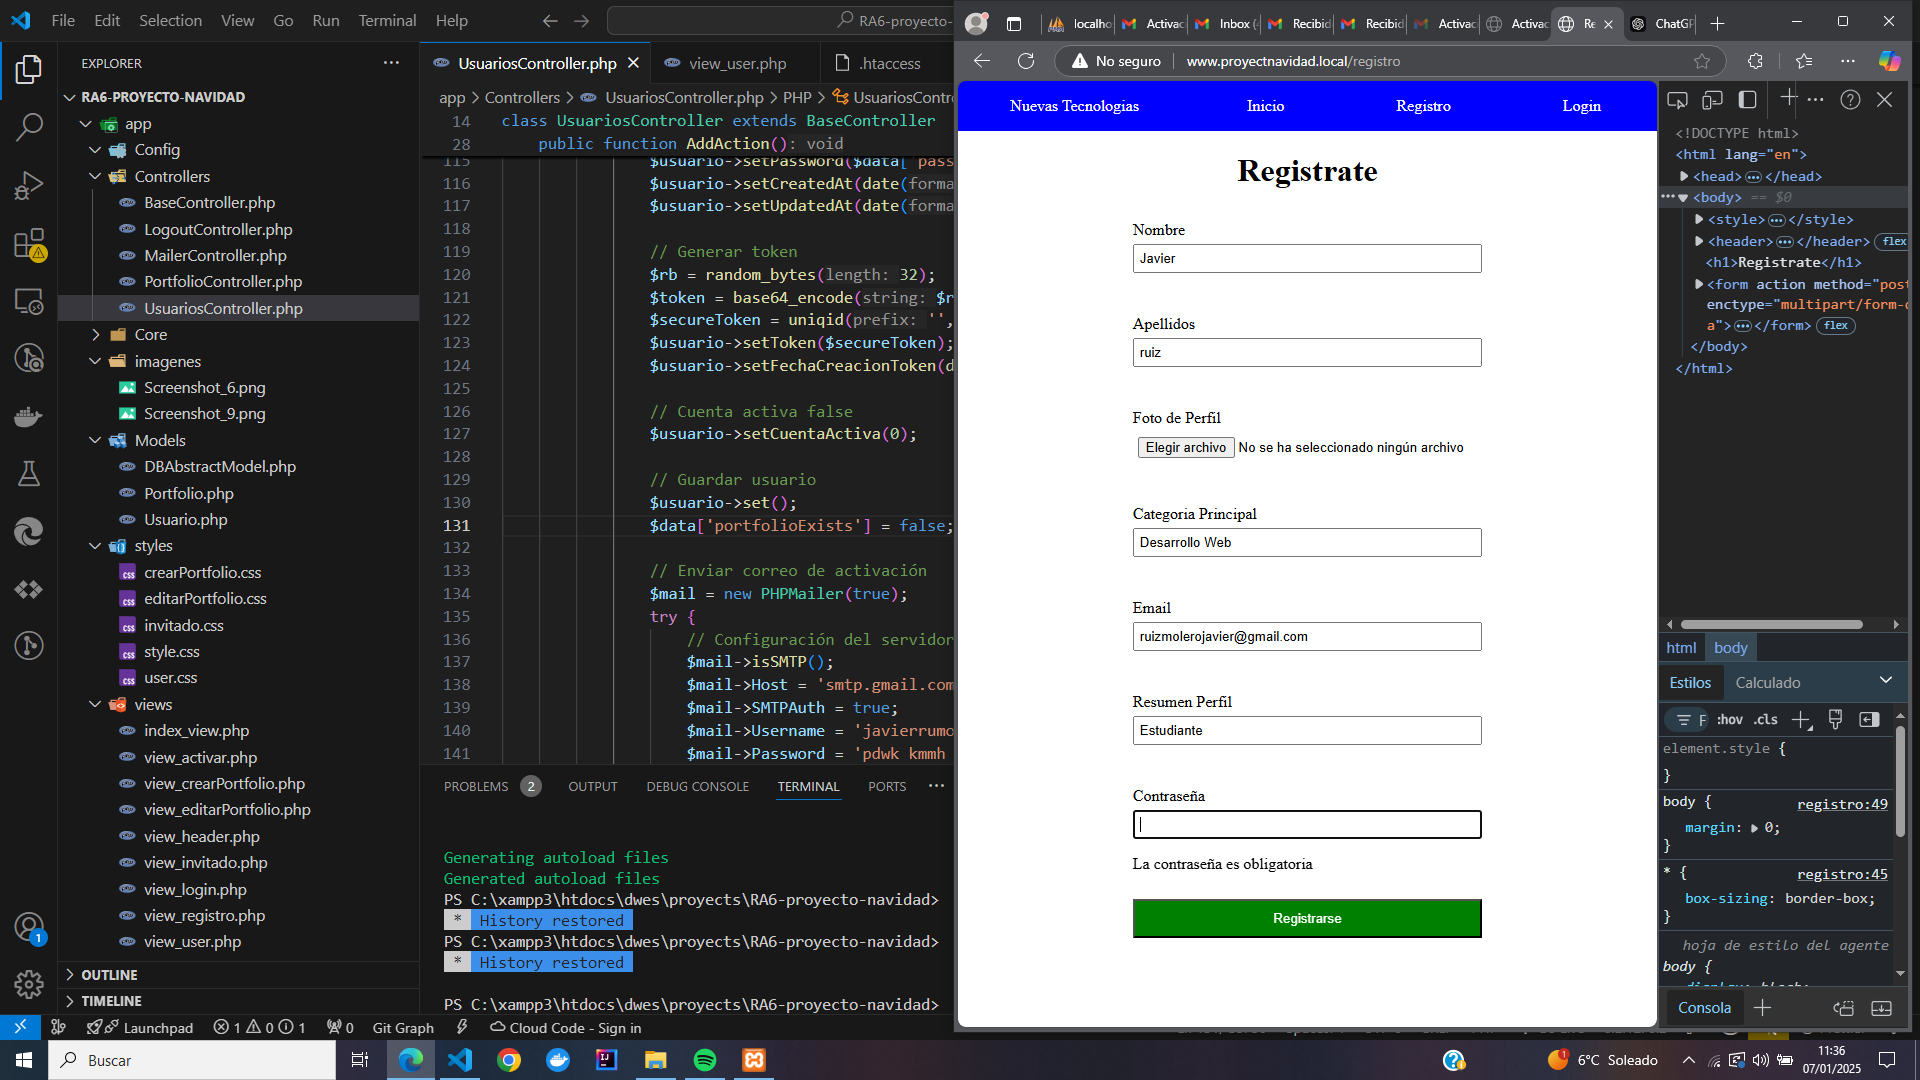 File Edit Selection View Go Run Terminal Help
RA6-proyecto-
EXPLORER
RA6-PROYECTO-NAVIDAD
app
Config
Controllers
BaseController.php
LogoutController.php
MailerController.php
PortfolioController.php
UsuariosController.php
Core
imagenes
Screenshot_6.png
Screenshot_9.png
Models
DBAbstractModel.php
Portfolio.php
Usuario.php
styles
crearPortfolio.css
editarPortfolio.css
invitado.css
style.css
user.css
views
index_view.php
view_activar.php
view_crearPortfolio.php
view_editarPortfolio.php
view_header.php
view_invitado.php
view_login.php
view_registro.php
view_user.php
OUTLINE
TIMELINE
UsuariosController.php view_user.php .htaccess
app > Controllers > UsuariosController.php > PHP > UsuariosContr
14 class UsuariosController extends BaseController
28 public function AddAction(): void
115 $usuario->setPassword($data['pass
116 $usuario->setCreatedAt(date(forma
117 $usuario->setUpdatedAt(date(forma
118
119 // Generar token
120 $rb = random_bytes(length: 32);
121 $token = base64_encode(string: $r
122 $secureToken = uniqid(prefix: '',
123 $usuario->setToken($secureToken);
124 $usuario->setFechaCreacionToken(d
125
126 // Cuenta activa false
127 $usuario->setCuentaActiva(0);
128
129 // Guardar usuario
130 $usuario->set();
131 $data['portfolioExists'] = false;
132
133 // Enviar correo de activación
134 $mail = new PHPMailer(true);
135 try {
136 // Configuración del servidor
137 $mail->isSMTP();
138 $mail->Host = 'smtp.gmail.com
139 $mail->SMTPAuth = true;
140 $mail->Username = 'javierrumo
141 $mail->Password = 'pdwk kmmh
PROBLEMS 2 OUTPUT DEBUG CONSOLE TERMINAL PORTS
Generating autoload files
Generated autoload files
PS C:\xampp3\htdocs\dwes\proyects\RA6-proyecto-navidad>
* History restored
PS C:\xampp3\htdocs\dwes\proyects\RA6-proyecto-navidad>
* History restored
PS C:\xampp3\htdocs\dwes\proyects\RA6-proyecto-navidad>
1
Launchpad 1 0 1 0 Git Graph Cloud Code - Sign in
localho Activac Inbox ( Recibid Recibid Activac Activac Re ChatGP
No seguro www.proyectnavidad.local/registro
Nuevas Tecnologias Inicio Registro Login
Registrate
Nombre
Javier
Apellidos
ruiz
Foto de Perfil
Elegir archivo No se ha seleccionado ningún archivo
Categoria Principal
Desarrollo Web
Email
ruizmolerojavier@gmail.com
Resumen Perfil
Estudiante
Contraseña
La contraseña es obligatoria
Registrarse
<!DOCTYPE html>
<html lang="en">
<head> </head>
<body> == $0
<style> </style>
<header> </header> flex
<h1>Registrate</h1>
<form action method="post
enctype="multipart/form-d
a"> </form> flex
</body>
</html>
html body
Estilos Calculado
F :hov .cls
element.style {
}
body { registro:49
margin: 0;
}
* { registro:45
box-sizing: border-box;
}
hoja de estilo del agente
body {
Consola
Buscar
1
6°C Soleado
11:36
07/01/2025